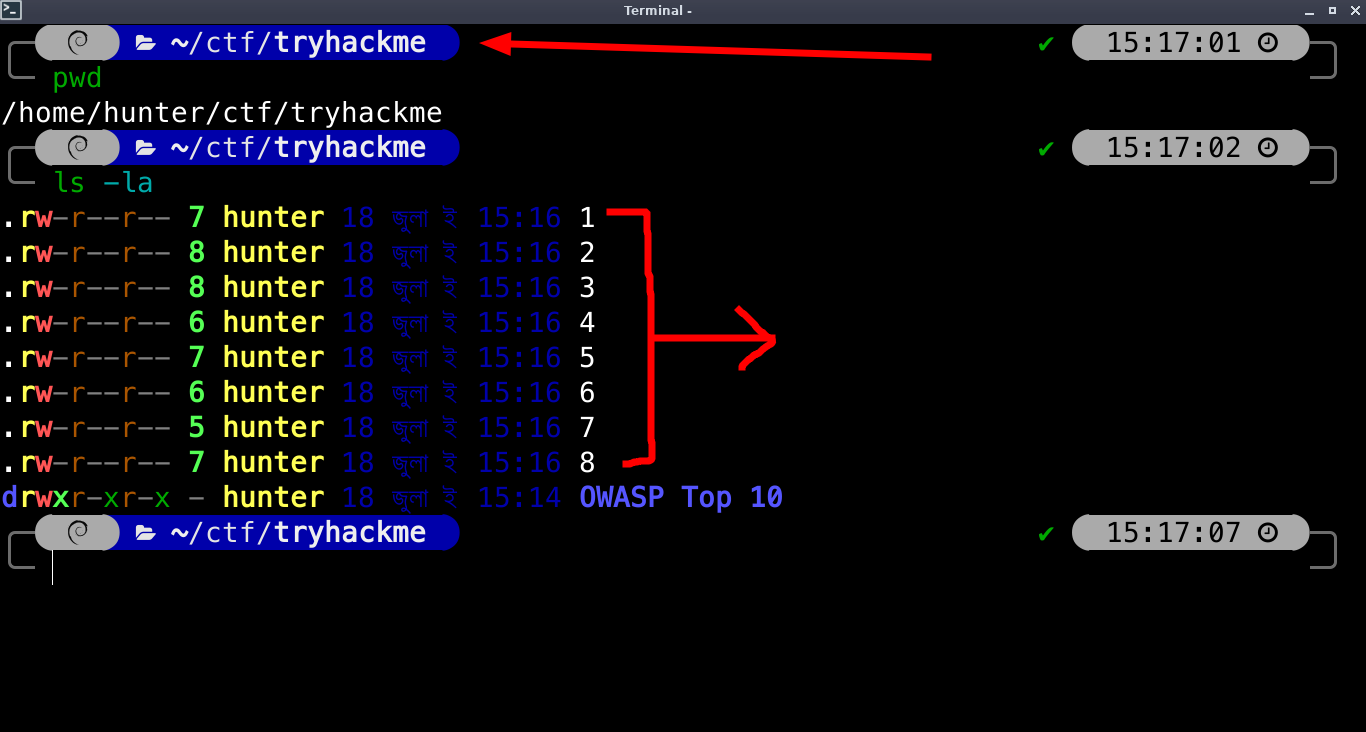 Terminal -
~/ctf/tryhackme ✔ 15:17:01
pwd
/home/hunter/ctf/tryhackme
~/ctf/tryhackme ✔ 15:17:02
ls -la
.rw-r--r-- 7 hunter 18 জুলাই 15:16 1
.rw-r--r-- 8 hunter 18 জুলাই 15:16 2
.rw-r--r-- 8 hunter 18 জুলাই 15:16 3
.rw-r--r-- 6 hunter 18 জুলাই 15:16 4
.rw-r--r-- 7 hunter 18 জুলাই 15:16 5
.rw-r--r-- 6 hunter 18 জুলাই 15:16 6
.rw-r--r-- 5 hunter 18 জুলাই 15:16 7
.rw-r--r-- 7 hunter 18 জুলাই 15:16 8
drwxr-xr-x - hunter 18 জুলাই 15:14 OWASP Top 10
~/ctf/tryhackme ✔ 15:17:07